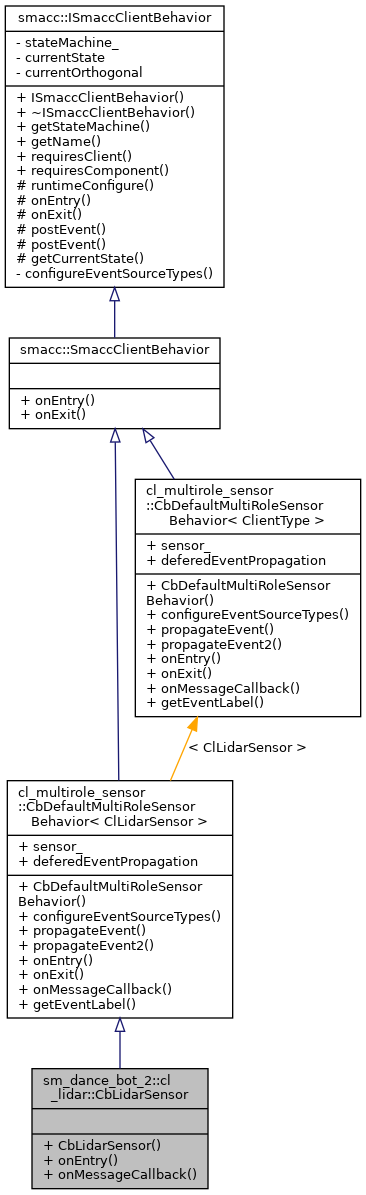 smacc::ISmaccClientBehavior
- stateMachine_
- currentState
- currentOrthogonal
+ ISmaccClientBehavior()
+ ~ISmaccClientBehavior()
+ getStateMachine()
+ getName()
+ requiresClient()
+ requiresComponent()
# runtimeConfigure()
# onEntry()
# onExit()
# postEvent()
# postEvent()
# getCurrentState()
- configureEventSourceTypes()
smacc::SmaccClientBehavior
+ onEntry()
+ onExit()
cl_multirole_sensor
::CbDefaultMultiRoleSensor
Behavior< ClientType >
+ sensor_
+ deferedEventPropagation
+ CbDefaultMultiRoleSensor
Behavior()
+ configureEventSourceTypes()
+ propagateEvent()
+ propagateEvent2()
+ onEntry()
+ onExit()
+ onMessageCallback()
+ getEventLabel()
< ClLidarSensor >
cl_multirole_sensor
::CbDefaultMultiRoleSensor
Behavior< ClLidarSensor >
+ sensor_
+ deferedEventPropagation
+ CbDefaultMultiRoleSensor
Behavior()
+ configureEventSourceTypes()
+ propagateEvent()
+ propagateEvent2()
+ onEntry()
+ onExit()
+ onMessageCallback()
+ getEventLabel()
sm_dance_bot_2::cl
_lidar::CbLidarSensor
+ CbLidarSensor()
+ onEntry()
+ onMessageCallback()